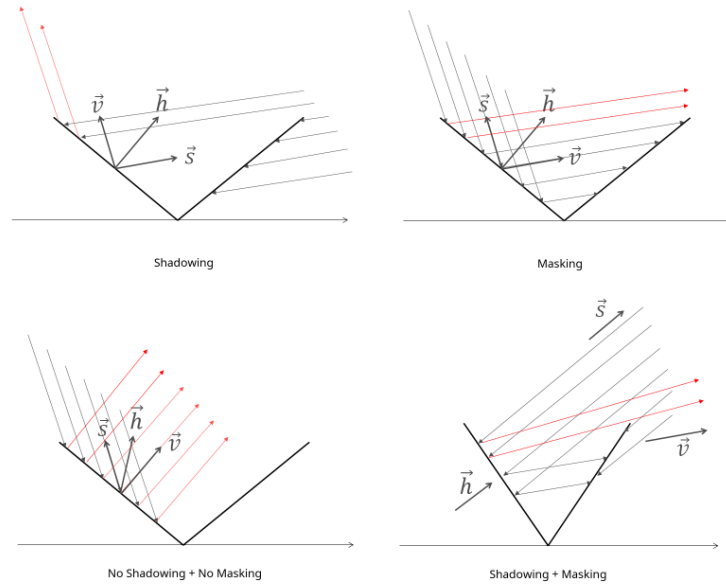 v⃗
h⃗
s⃗
Shadowing
s⃗
h⃗
v⃗
Masking
s⃗
h⃗
v⃗
No Shadowing + No Masking
s⃗
v⃗
h⃗
Shadowing + Masking